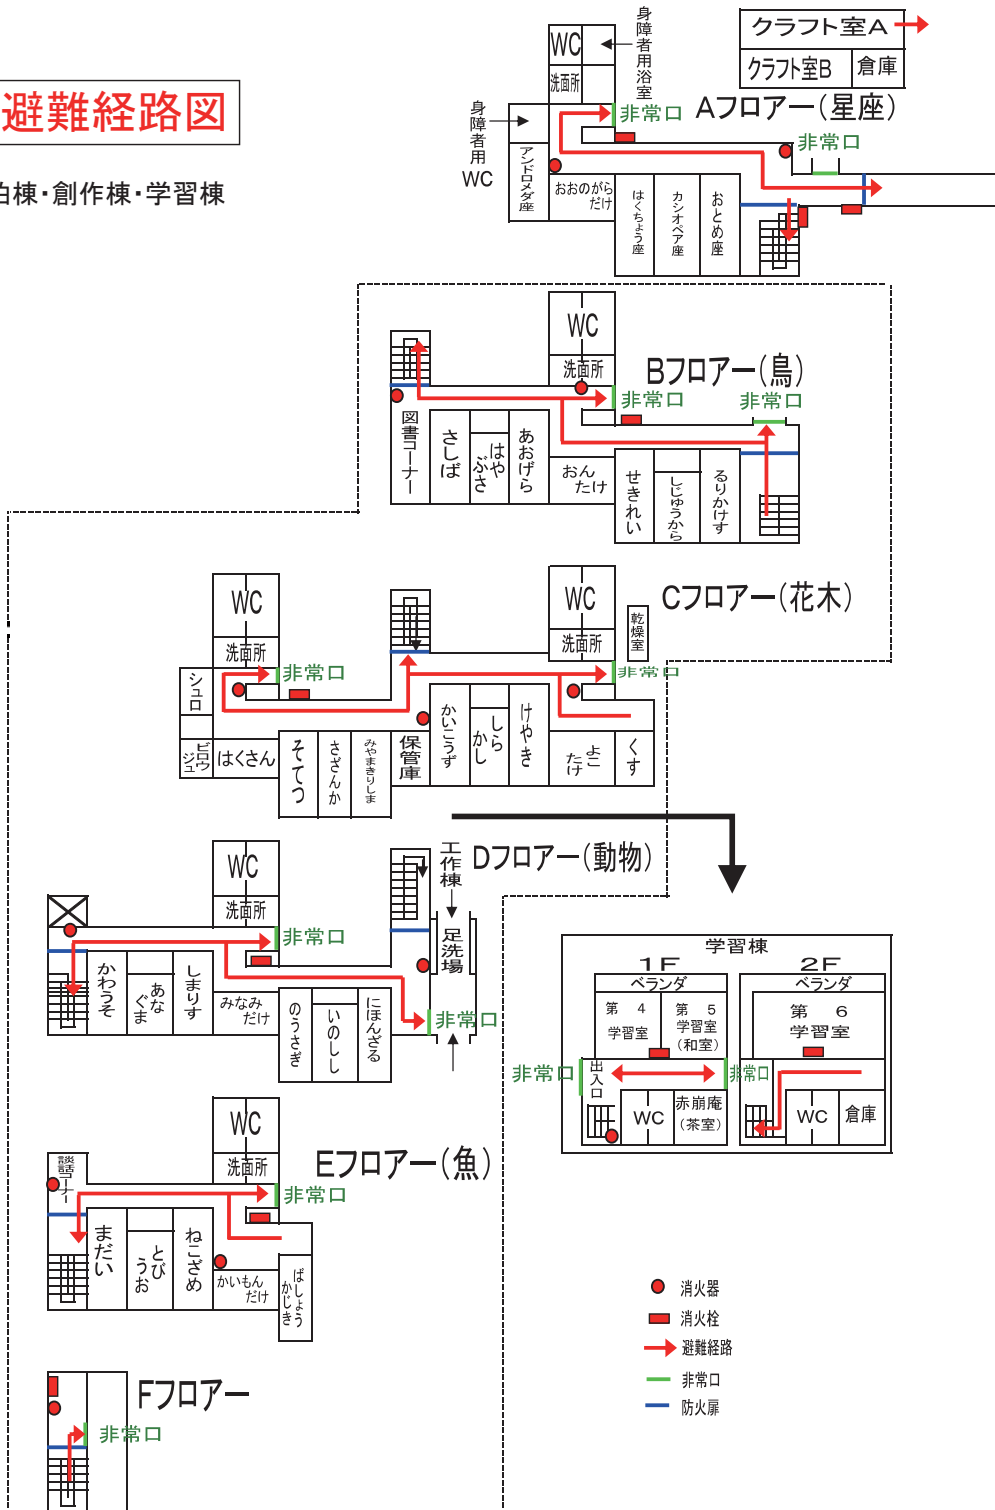 避難経路図
泊棟・創作棟・学習棟
クラフト室A
クラフト室B
倉庫
Aフロアー(星座)
WC
洗面所
身障者用浴室
身障者用WC
非常口
非常口
アンドロメダ座
おおのがらだけ
はくちょう座
カシオペア座
おとめ座
Bフロアー(鳥)
WC
洗面所
非常口
非常口
図書コーナー
さしば
はやぶさ
あおげら
おんたけ
せきれい
しじゅうから
るりかけす
Cフロアー(花木)
WC
洗面所
WC
洗面所
乾燥室
非常口
非常口
シュロ
ビロウジュ
はくさん
そてつ
さざんか
みやまきりしま
保管庫
かいこうず
しらかし
けやき
よこたけ
くす
Dフロアー(動物)
WC
洗面所
工作棟
足洗場
非常口
非常口
かわうそ
あなぐま
しまりす
みなみだけ
のうさぎ
いのしし
にほんざる
Eフロアー(魚)
WC
洗面所
談話コーナー
非常口
まだい
とびうお
ねこざめ
かいもんだけ
ばしょうかじき
Fフロアー
非常口
学習棟
1F
2F
ベランダ
ベランダ
第4学習室
第5学習室(和室)
第6学習室
非常口
出入口
非常口
WC
赤崩庵(茶室)
WC
倉庫
消火器
消火栓
避難経路
非常口
防火扉